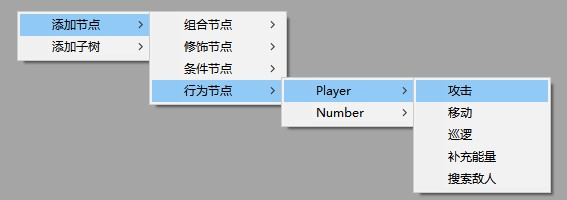 添加节点
添加子树
组合节点
修饰节点
条件节点
行为节点
Player
Number
攻击
移动
巡逻
补充能量
搜索敌人